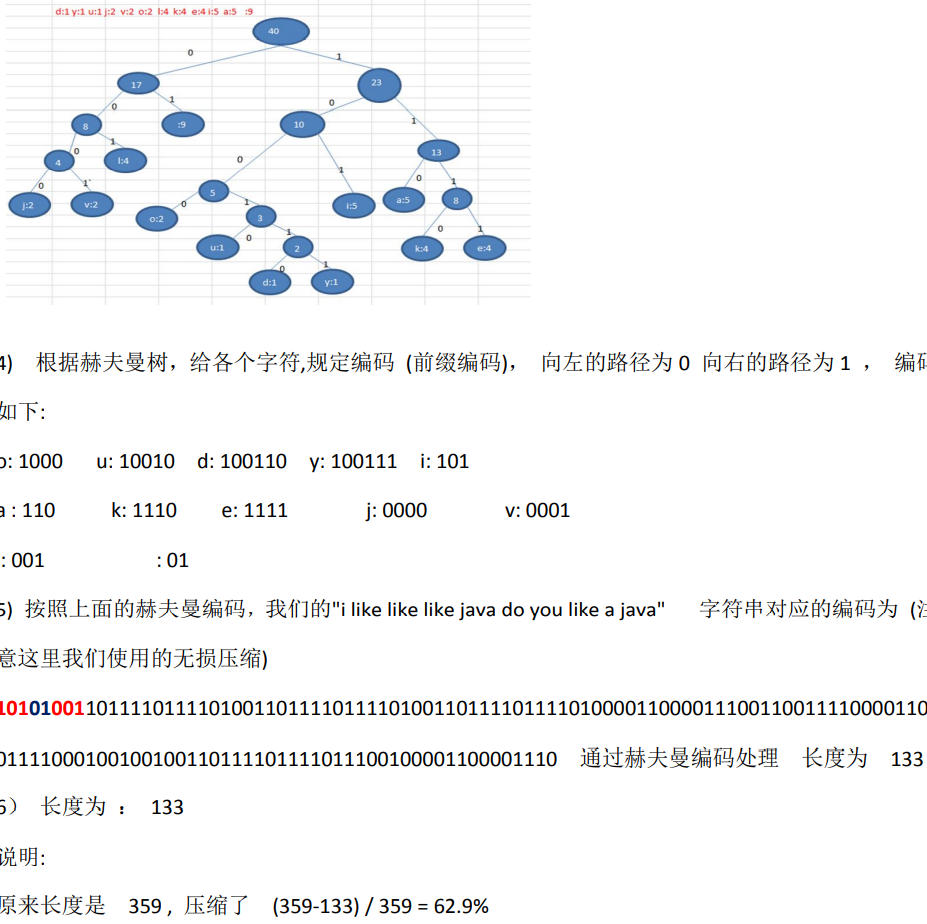 d:1 y:1 u:1 j:2 v:2 o:2 l:4 k:4 e:4 i:5 a:5 :9
40
0 1
17 23
0 1 0 1
8 :9 10 13
0 1 0 1 0 1
4 l:4 5 i:5 a:5 8
0 1` 0 1 0 1
j:2 v:2 o:2 3 k:4 e:4
0 1
u:1 2
0 1
d:1 y:1
4) 根据赫夫曼树，给各个字符,规定编码 (前缀编码)， 向左的路径为 0 向右的路径为 1 ， 编码
如下:
o: 1000 u: 10010 d: 100110 y: 100111 i: 101
a : 110 k: 1110 e: 1111 j: 0000 v: 0001
: 001 : 01
5) 按照上面的赫夫曼编码，我们的"i like like like java do you like a java" 字符串对应的编码为 (注
意这里我们使用的无损压缩)
10101001101111011110100110111101111010011011110111101000011000011100110011110000110
01111000100100100110111101111011100100001100001110 通过赫夫曼编码处理 长度为 133
6） 长度为 ： 133
说明:
原来长度是 359 , 压缩了 (359-133) / 359 = 62.9%